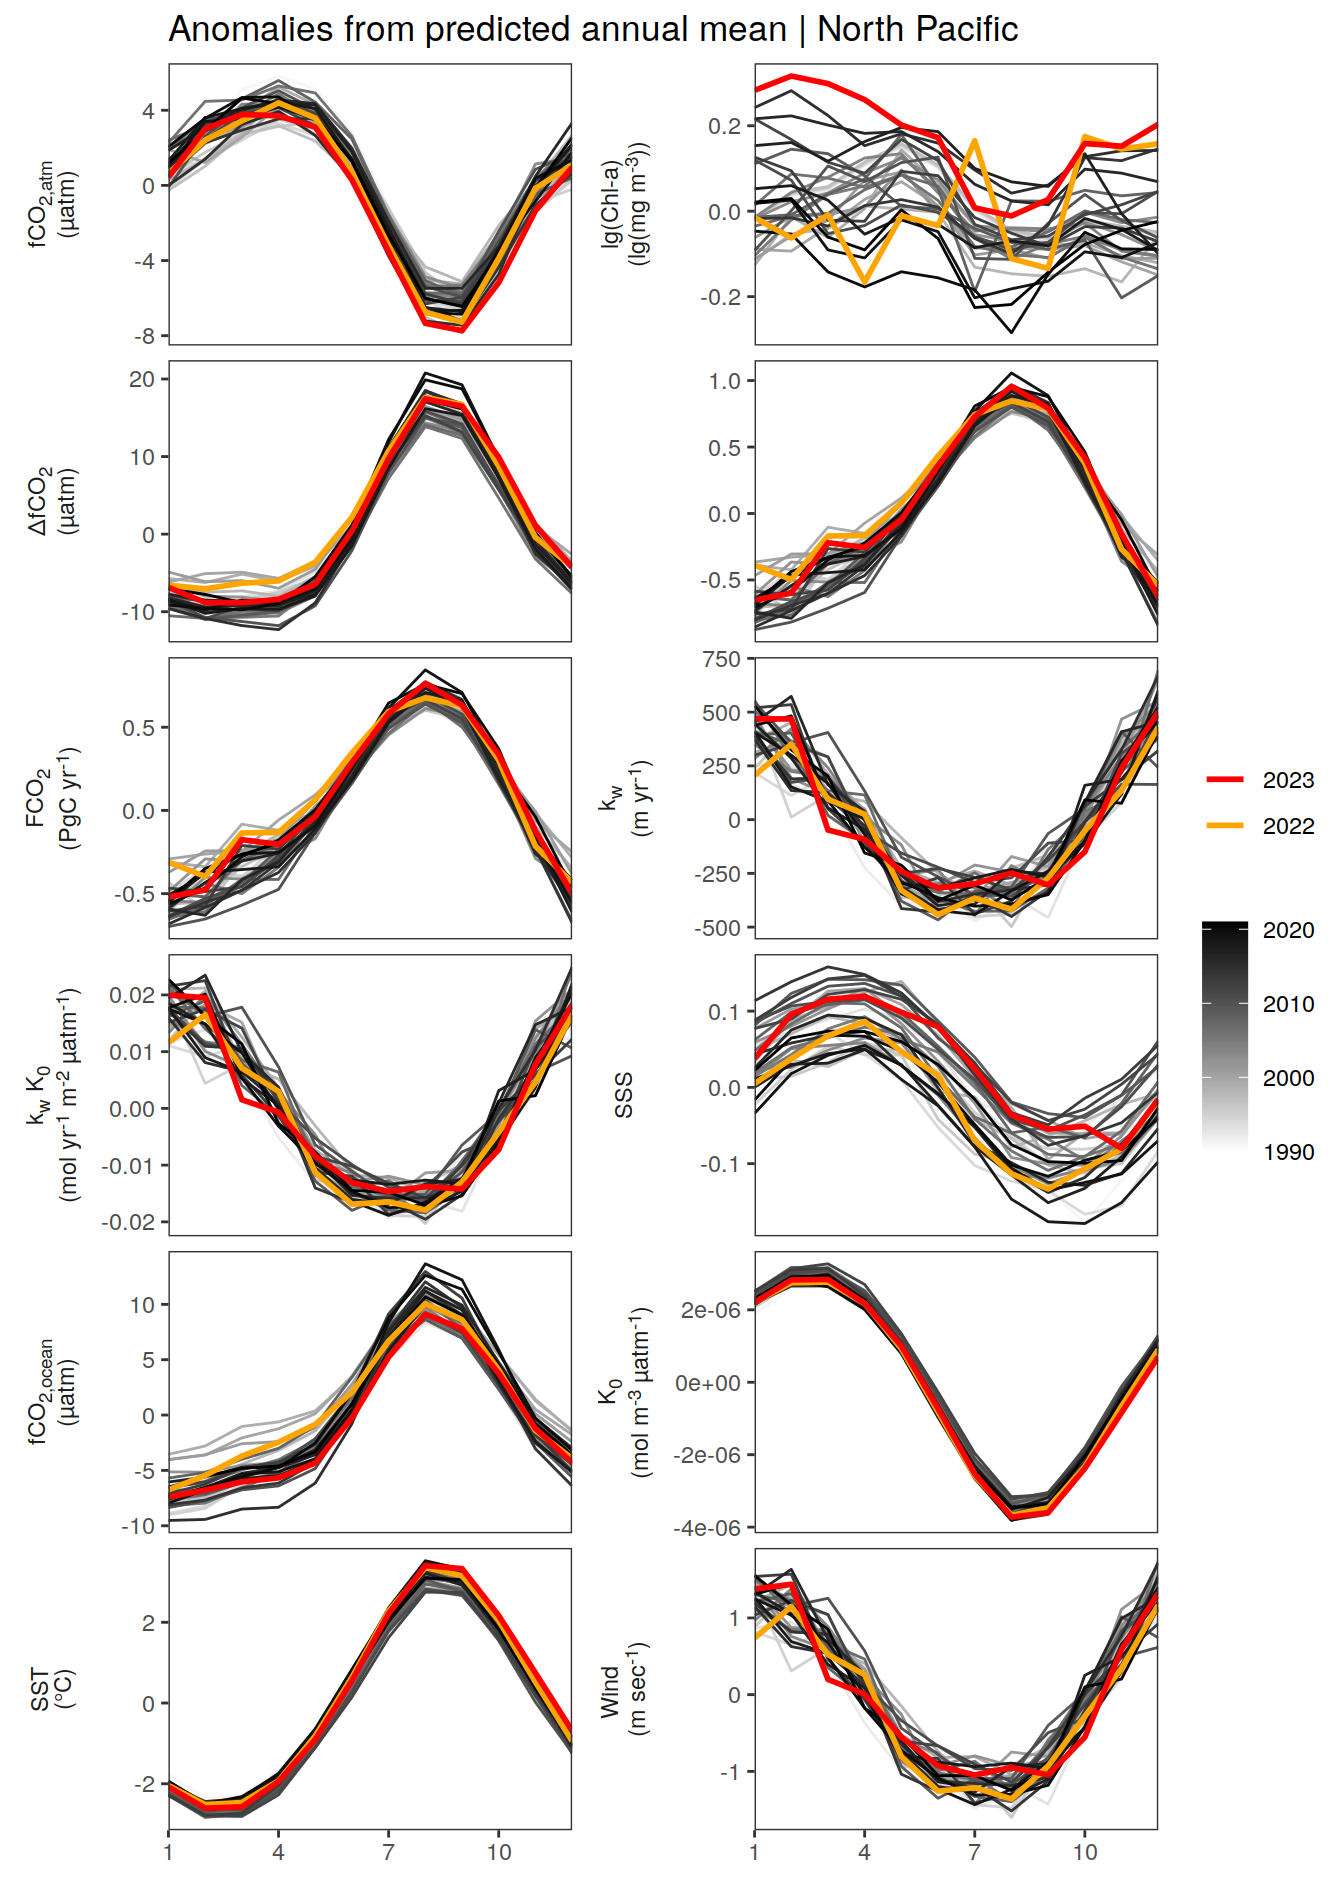 Anomalies from predicted annual mean | North Pacific
fCO2,atm
(µatm)
4
0
-4
-8
lg(Chl-a)
(lg(mg m-3))
0.2
0.0
-0.2
ΔfCO2
(µatm)
20
10
0
-10
1.0
0.5
0.0
-0.5
FCO2
(PgC yr-1)
0.5
0.0
-0.5
kw
(m yr-1)
750
500
250
0
-250
-500
kw K0
(mol yr-1 m-2 µatm-1)
0.02
0.01
0.00
-0.01
-0.02
SSS
0.1
0.0
-0.1
fCO2,ocean
(µatm)
10
5
0
-5
-10
K0
(mol m-3 µatm-1)
2e-06
0e+00
-2e-06
-4e-06
SST
(°C)
2
0
-2
1
4
7
10
Wind
(m sec-1)
1
0
-1
1
4
7
10
2023
2022
2020
2010
2000
1990